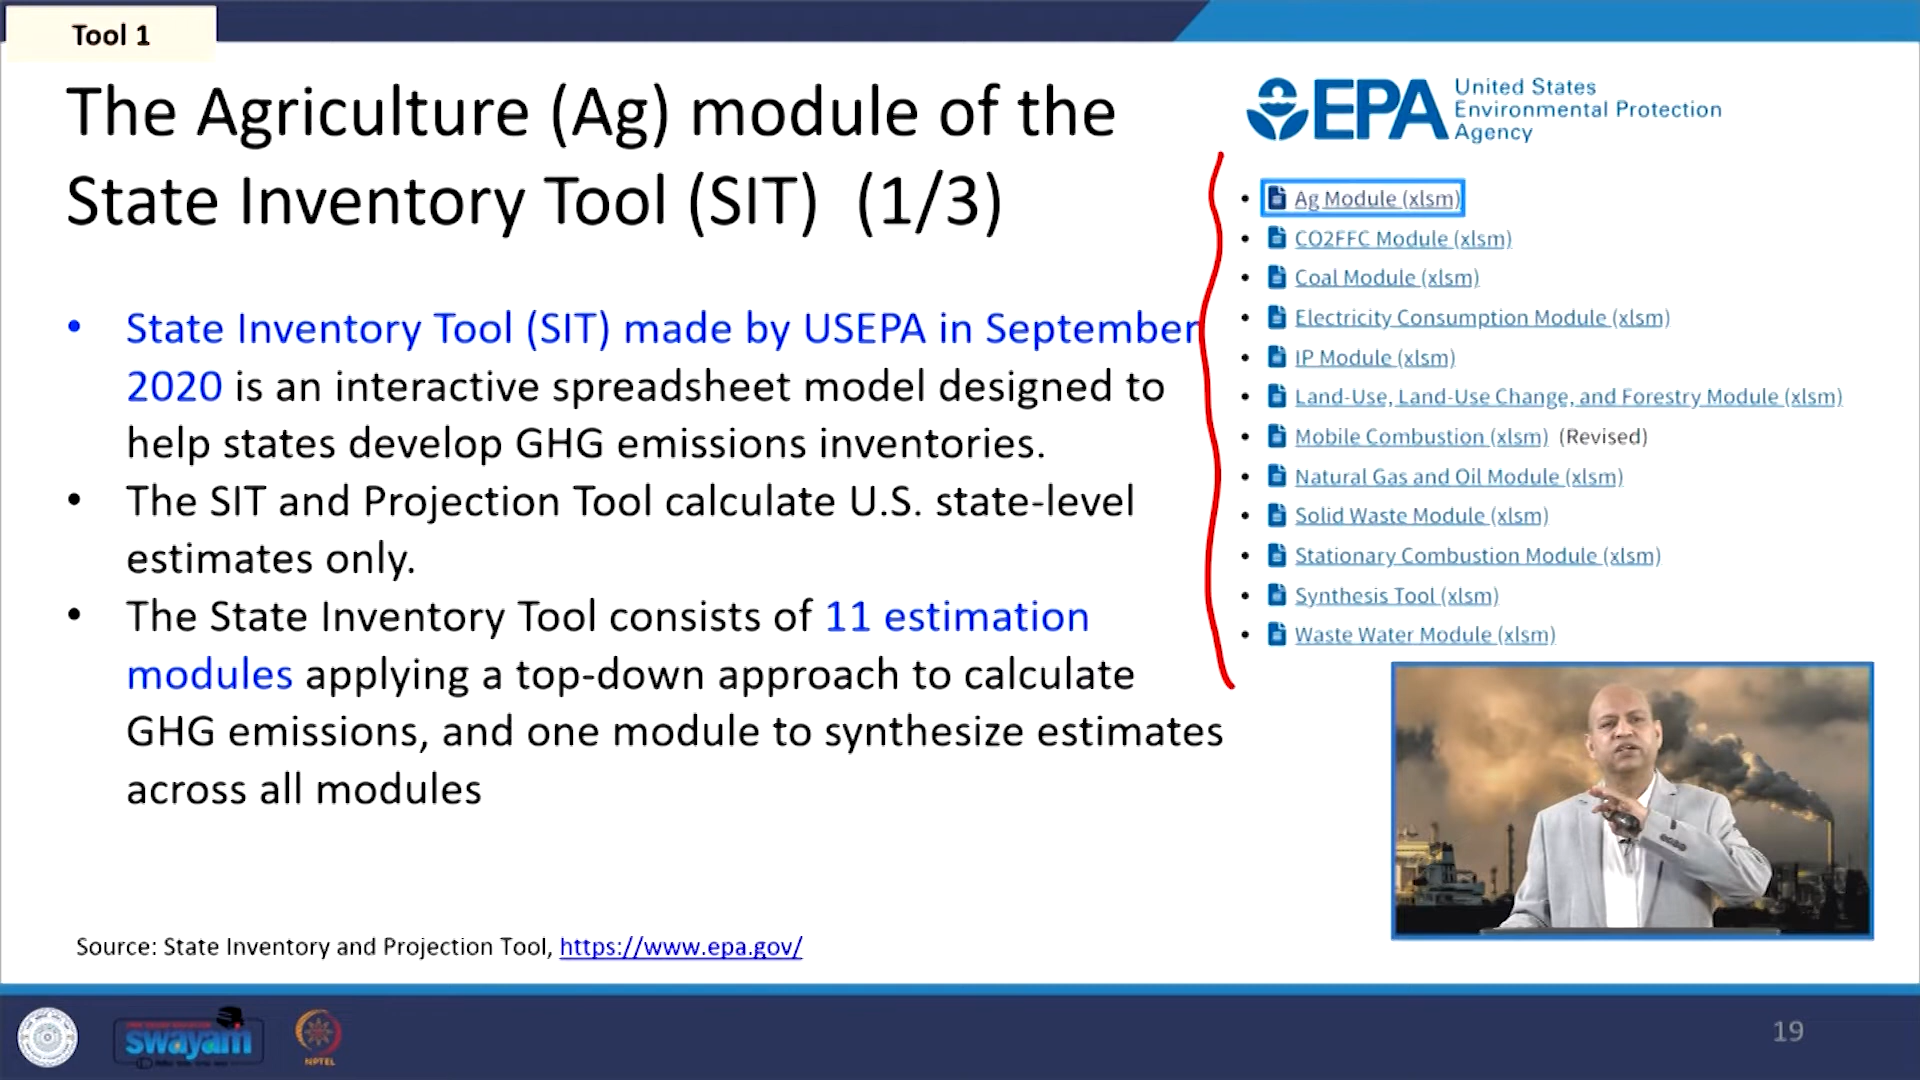 Tool 1
The Agriculture (Ag) module of the
State Inventory Tool (SIT) (1/3)
• State Inventory Tool (SIT) made by USEPA in September
2020 is an interactive spreadsheet model designed to
help states develop GHG emissions inventories.
• The SIT and Projection Tool calculate U.S. state-level
estimates only.
• The State Inventory Tool consists of 11 estimation
modules applying a top-down approach to calculate
GHG emissions, and one module to synthesize estimates
across all modules
Source: State Inventory and Projection Tool, https://www.epa.gov/
EPA
United States
Environmental Protection
Agency
• Ag Module (xlsm)
• CO2FFC Module (xlsm)
• Coal Module (xlsm)
• Electricity Consumption Module (xlsm)
• IP Module (xlsm)
• Land-Use, Land-Use Change, and Forestry Module (xlsm)
• Mobile Combustion (xlsm) (Revised)
• Natural Gas and Oil Module (xlsm)
• Solid Waste Module (xlsm)
• Stationary Combustion Module (xlsm)
• Synthesis Tool (xlsm)
• Waste Water Module (xlsm)
swayam
NPTEL
19